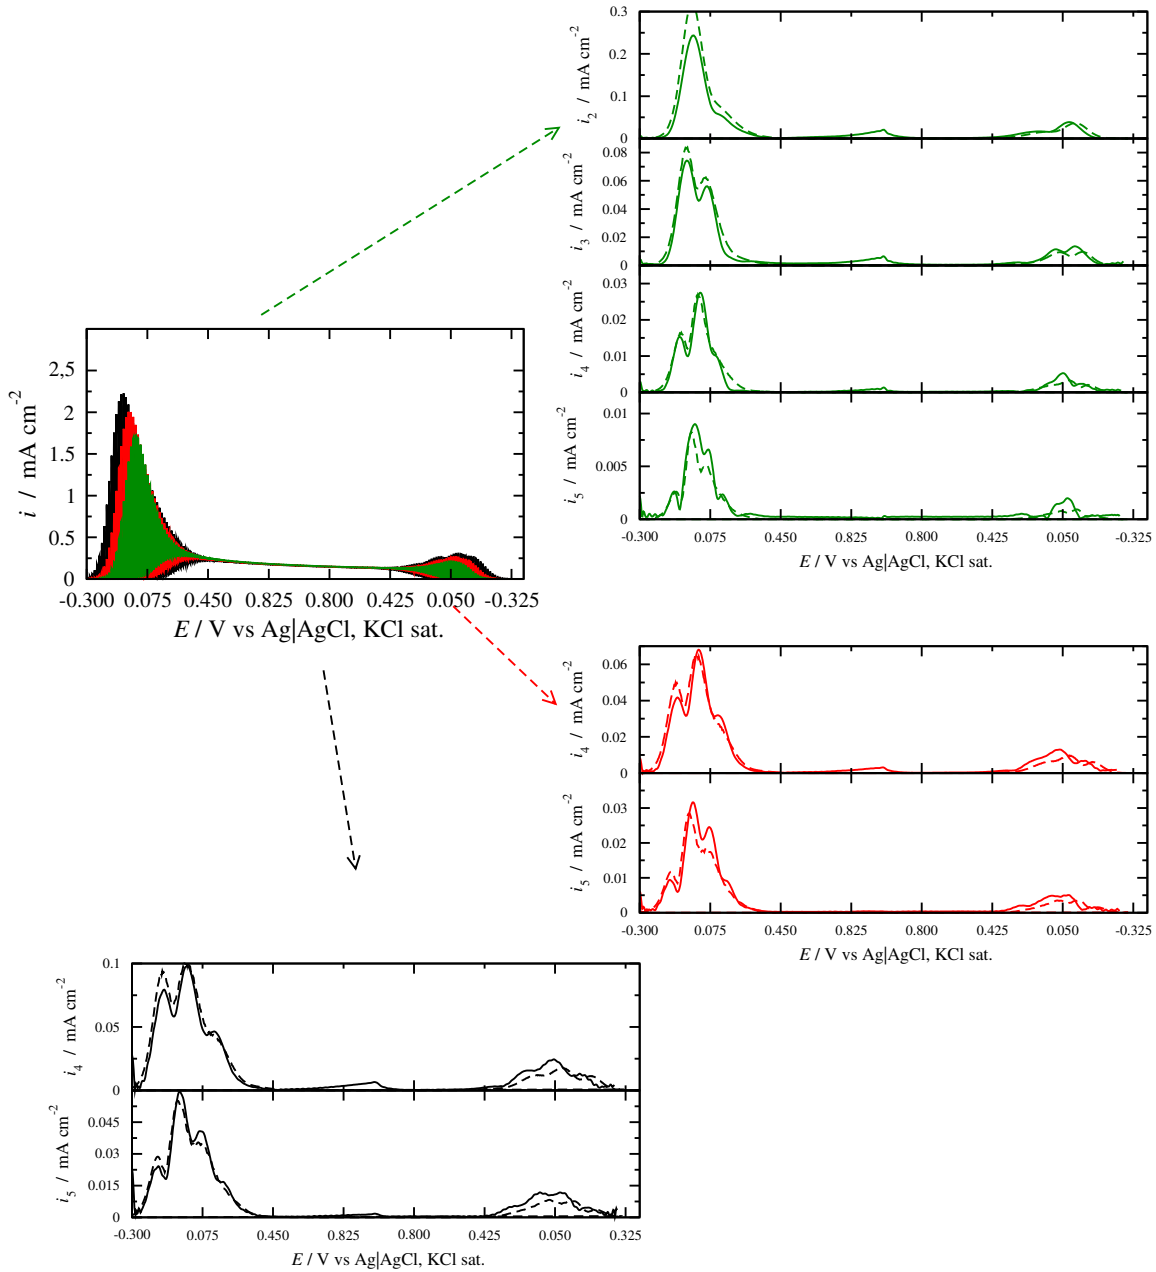 0.3
0.2
0.1
0
i2 / mA cm-2
0.08
0.06
0.04
0.02
0
i3 / mA cm-2
0.03
0.02
0.01
0
i4 / mA cm-2
0.01
0.005
0
i5 / mA cm-2
-0.300 0.075 0.450 0.825 0.800 0.425 0.050 -0.325
E / V vs Ag|AgCl, KCl sat.
2.5
2
1.5
1
0.5
0
i / mA cm-2
-0.300 0.075 0.450 0.825 0.800 0.425 0.050 -0.325
E / V vs Ag|AgCl, KCl sat.
0.06
0.04
0.02
0
i4 / mA cm-2
0.03
0.02
0.01
0
i5 / mA cm-2
-0.300 0.075 0.450 0.825 0.800 0.425 0.050 -0.325
E / V vs Ag|AgCl, KCl sat.
0.1
0.05
0
i4 / mA cm-2
0.045
0.03
0.015
0
i5 / mA cm-2
-0.300 0.075 0.450 0.825 0.800 0.425 0.050 0.325
E / V vs Ag|AgCl, KCl sat.